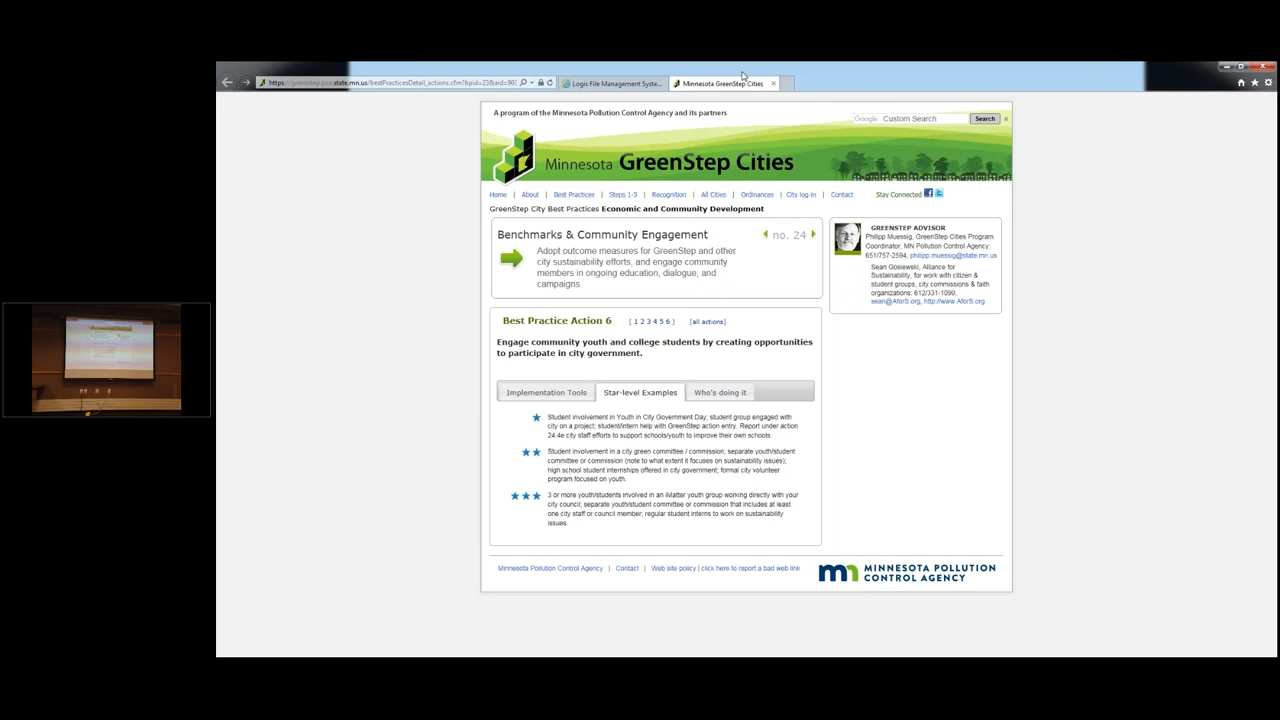 Logis File Management Syste...
Minnesota GreenStep Cities
A program of the Minnesota Pollution Control Agency and its partners
Google Custom Search
Search
Minnesota GreenStep Cities
Home | About | Best Practices | Steps 1-5 | Recognition | All Cities | Ordinances | City log-in | Contact
Stay Connected
GreenStep City Best Practices Economic and Community Development
Benchmarks & Community Engagement
no. 24
Adopt outcome measures for GreenStep and other
city sustainability efforts, and engage community
members in ongoing education, dialogue, and
campaigns.
GREENSTEP ADVISOR
Philipp Muessig, GreenStep Cities Program
Coordinator, MN Pollution Control Agency:
651/757-2594, philipp.muessig@state.mn.us
Sean Gosiewski, Alliance for
Sustainability, for work with citizen &
student groups, city commissions & faith
organizations: 612/331-1099,
sean@AforS.org, http://www.AforS.org
Best Practice Action 6 [ 1 2 3 4 5 6 ] [all actions]
Engage community youth and college students by creating opportunities
to participate in city government.
Implementation Tools
Star-level Examples
Who's doing it
Student involvement in Youth in City Government Day; student group engaged with
city on a project; student/intern help with GreenStep action entry. Report under action
24.4e city staff efforts to support schools/youth to improve their own schools.
Student involvement in a city green committee / commission; separate youth/student
committee or commission (note to what extent it focuses on sustainability issues);
high school student internships offered in city government; formal city volunteer
program focused on youth.
3 or more youth/students involved in an iMatter youth group working directly with your
city council; separate youth/student committee or commission that includes at least
one city staff or council member; regular student interns to work on sustainability
issues.
Minnesota Pollution Control Agency | Contact | Web site policy | click here to report a bad web link
MINNESOTA POLLUTION
CONTROL AGENCY